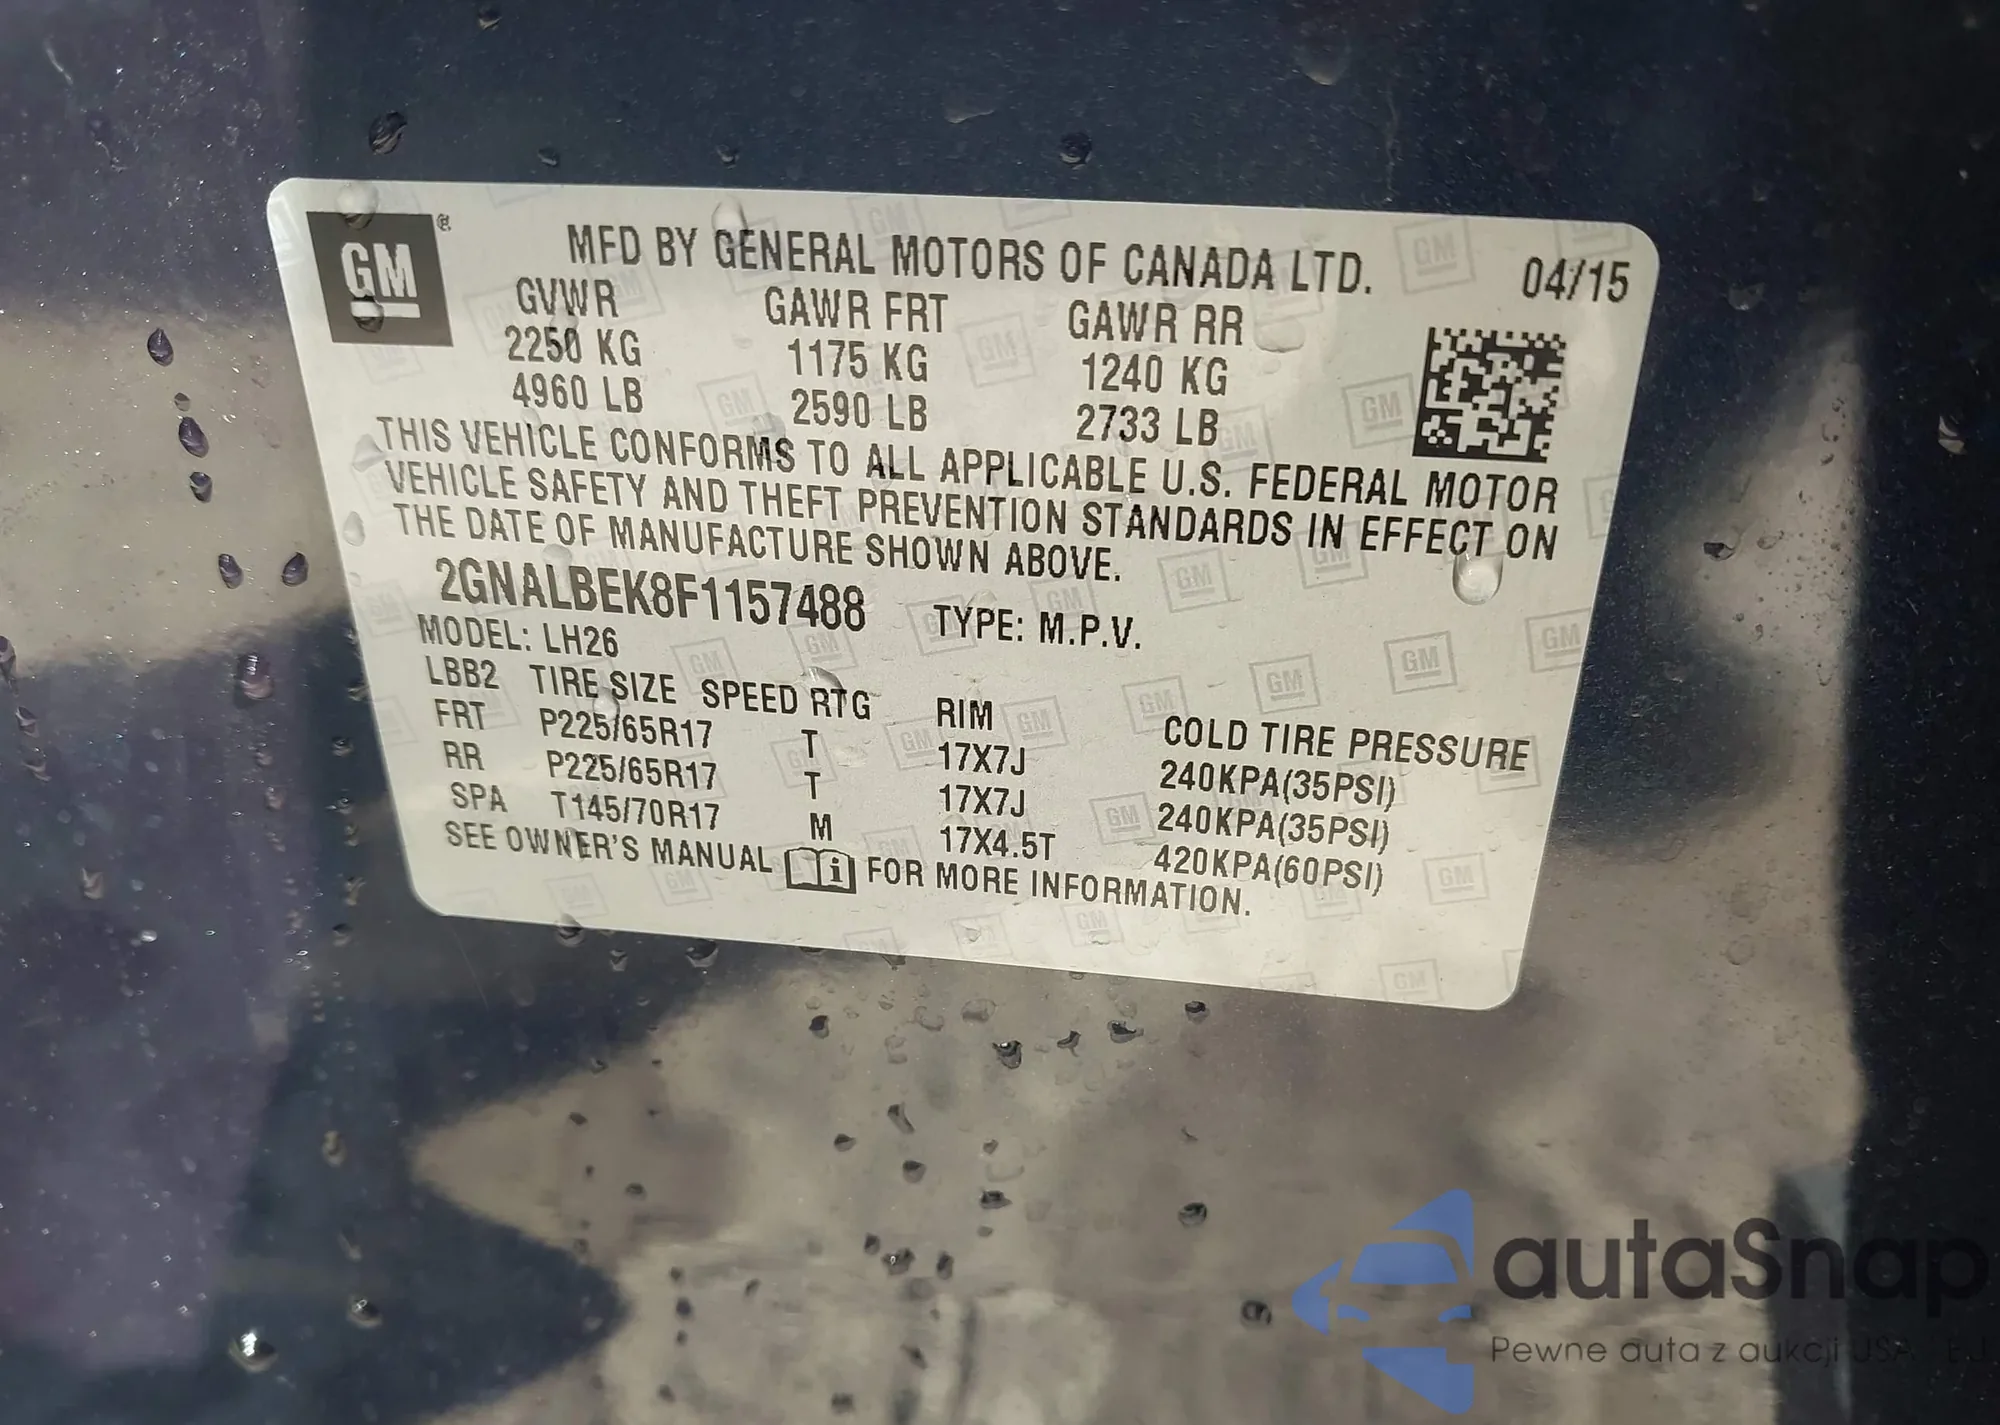 GM ®
MFD BY GENERAL MOTORS OF CANADA LTD. 04/15
GVWR GAWR FRT GAWR RR
2250 KG 1175 KG 1240 KG
4960 LB 2590 LB 2733 LB
THIS VEHICLE CONFORMS TO ALL APPLICABLE U.S. FEDERAL MOTOR
VEHICLE SAFETY AND THEFT PREVENTION STANDARDS IN EFFECT ON
THE DATE OF MANUFACTURE SHOWN ABOVE.
2GNALBEK8F1157488 TYPE: M.P.V.
MODEL: LH26
LBB2 TIRE SIZE SPEED RTG RIM COLD TIRE PRESSURE
FRT P225/65R17 T 17X7J 240KPA(35PSI)
RR P225/65R17 T 17X7J 240KPA(35PSI)
SPA T145/70R17 M 17X4.5T 420KPA(60PSI)
SEE OWNER'S MANUAL i FOR MORE INFORMATION.
autaSnap
Pewne auta z aukcji USA